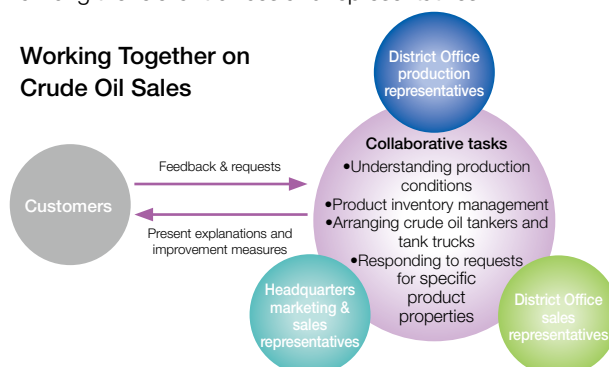 Working Together on
Crude Oil Sales
District Office
production
representatives
Collaborative tasks
•Understanding production
conditions
•Product inventory management
•Arranging crude oil tankers and
tank trucks
•Responding to requests
for specific
product
properties
Feedback & requests
Customers
Present explanations and
improvement measures
Headquarters
marketing &
sales
representatives
District Office
sales
representatives